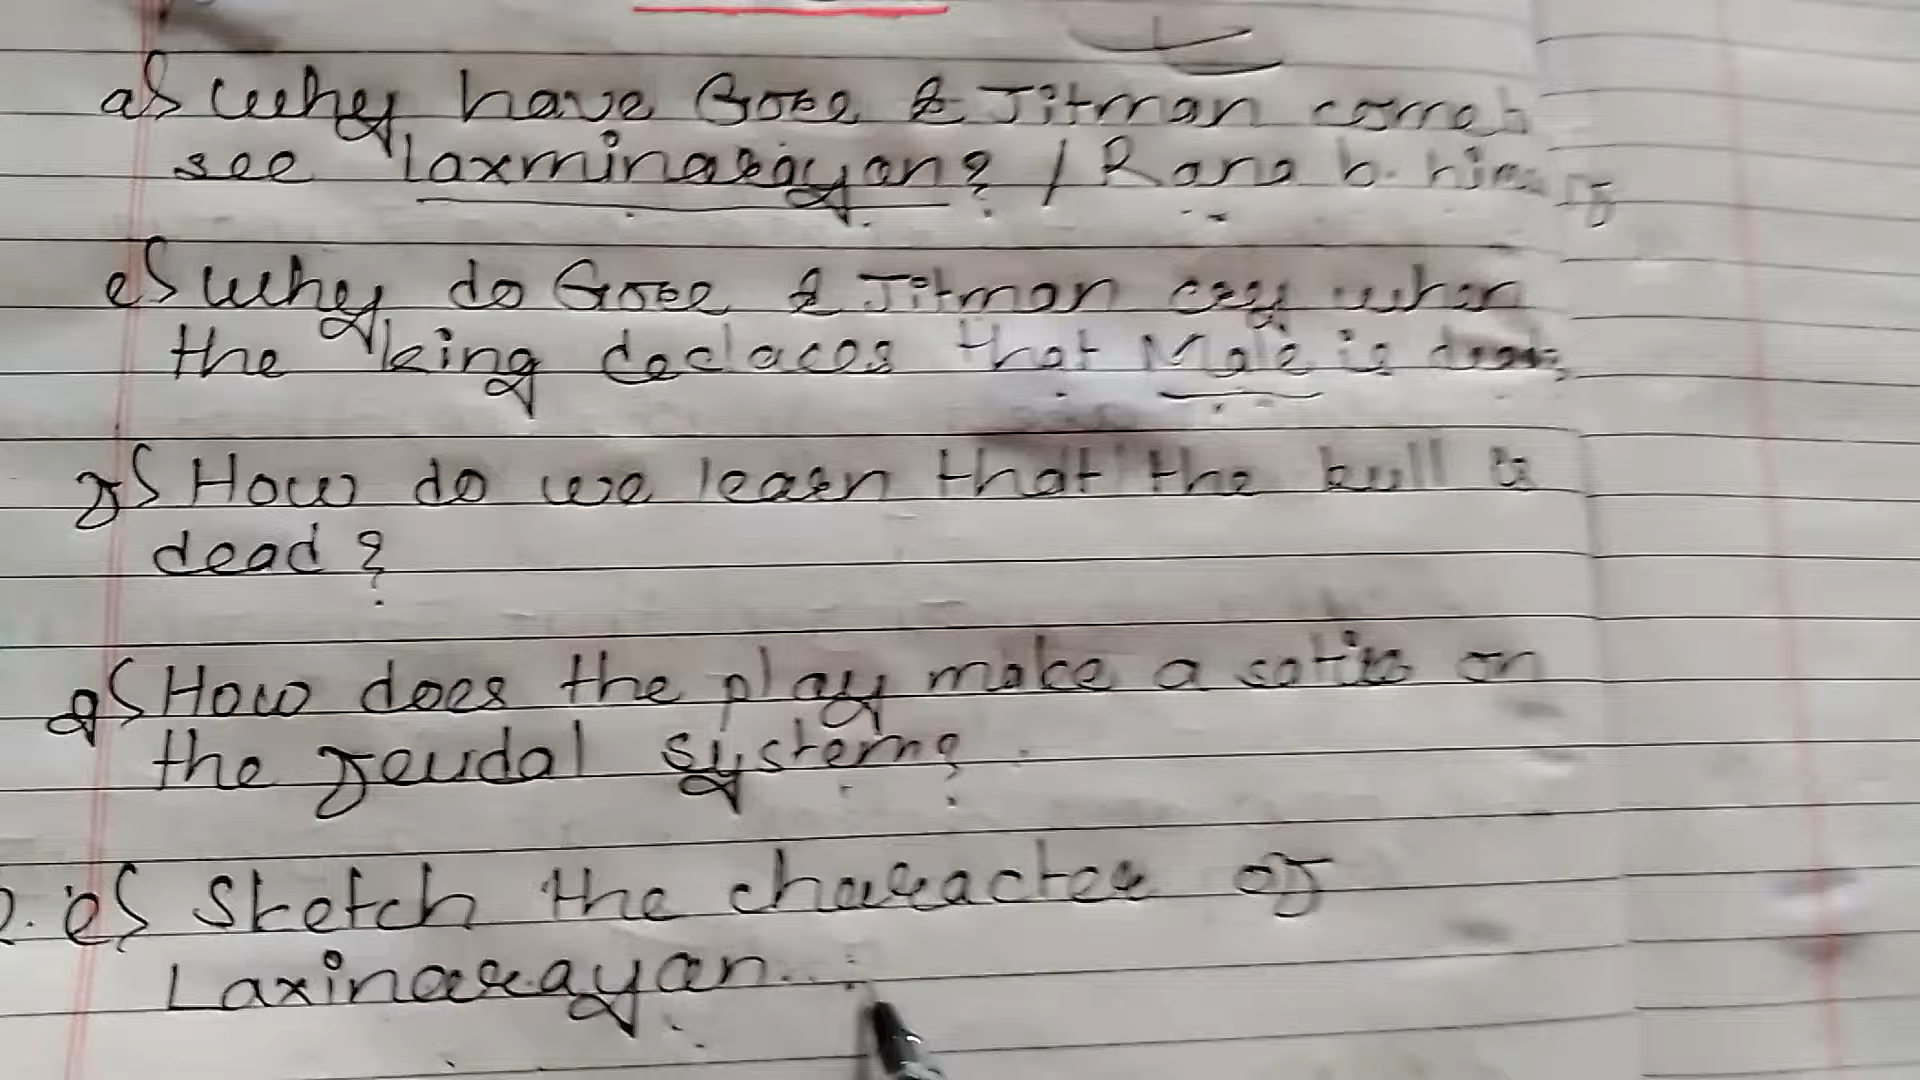 a) Why have Gore & Jitman come to
see laxminarayan? / Rana b. himself
e) Why do Gore & Jitman cry when
the king declares that Male is dead?
f) How do we learn that the bull is
dead?
g) How does the play make a satire on
the feudal system?
e) Sketch the character of
Laxinarayan...